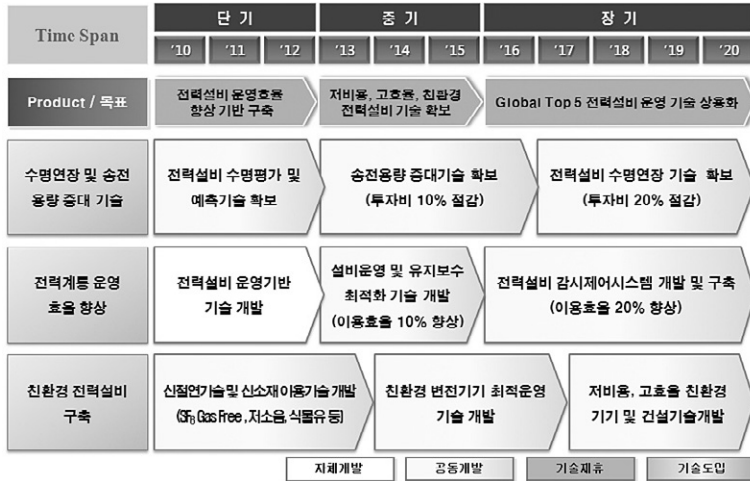 Time Span
단 기
중 기
장 기
'10
'11
'12
'13
'14
'15
'16
'17
'18
'19
'20
Product / 목표
전력설비 운영효율
향상 기반 구축
저비용, 고효율, 친환경
전력설비 기술 확보
Global Top 5 전력설비 운영 기술 상용화
수명연장 및 송전
용량 증대 기술
전력설비 수명평가 및
예측기술 확보
송전용량 증대기술 확보
(투자비 10% 절감)
전력설비 수명연장 기술 확보
(투자비 20% 절감)
전력계통 운영
효율 향상
전력설비 운영기반
기술 개발
설비운영 및 유지보수
최적화 기술 개발
(이용효율 10% 향상)
전력설비 감시제어시스템 개발 및 구축
(이용효율 20% 향상)
친환경 전력설비
구축
신절연기술 및 신소재 이용기술 개발
(SF₆ Gas Free, 저소음, 식물유 등)
친환경 변전기기 최적운영
기술 개발
저비용, 고효율 친환경
기기 및 건설기술개발
자체개발
공동개발
기술제휴
기술도입